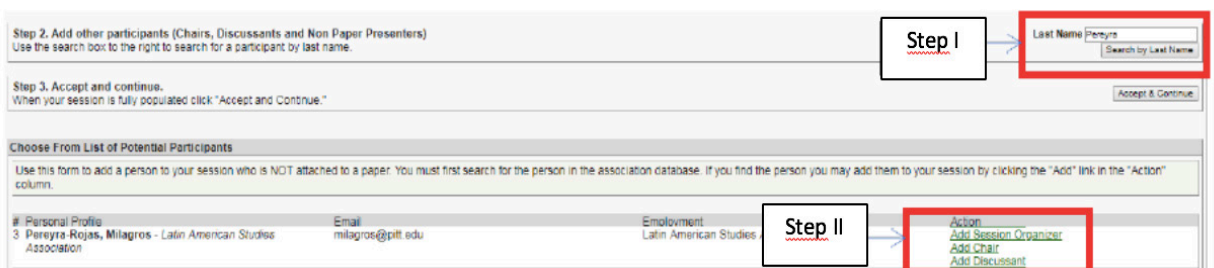 Step 2. Add other participants (Chairs, Discussants and Non Paper Presenters)
Use the search box to the right to search for a participant by last name.
Step I
Last Name Pereyra
Search by Last Name
Step 3. Accept and continue.
When your session is fully populated click "Accept and Continue."
Accept & Continue
Choose From List of Potential Participants
Use this form to add a person to your session who is NOT attached to a paper. You must first search for the person in the association database. If you find the person you may add them to your session by clicking the "Add" link in the "Action"
column.
# Personal Profile Email Employment Action
3 Pereyra-Rojas, Milagros - Latin American Studies milagros@pitt.edu Latin American Studies Add Session Organizer
Association Add Chair
Step II
Add Discussant